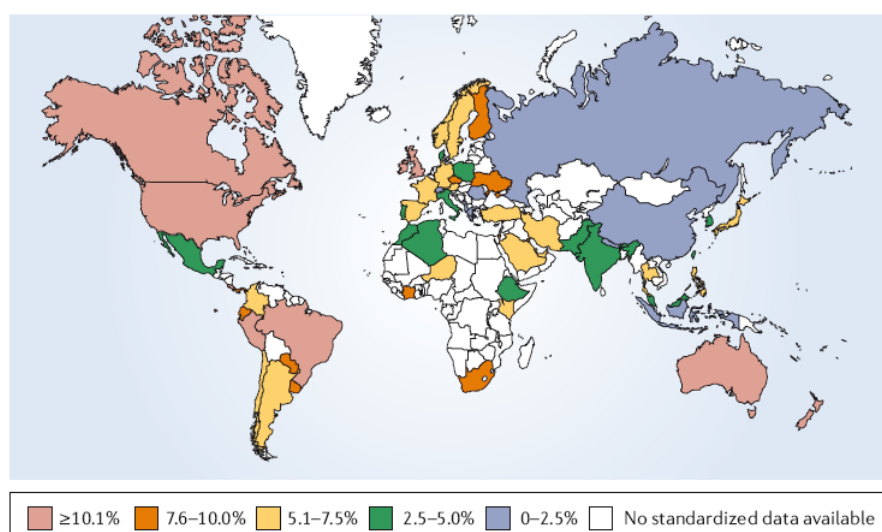 ≥10.1% 7.6–10.0% 5.1–7.5% 2.5–5.0% 0–2.5% No standardized data available